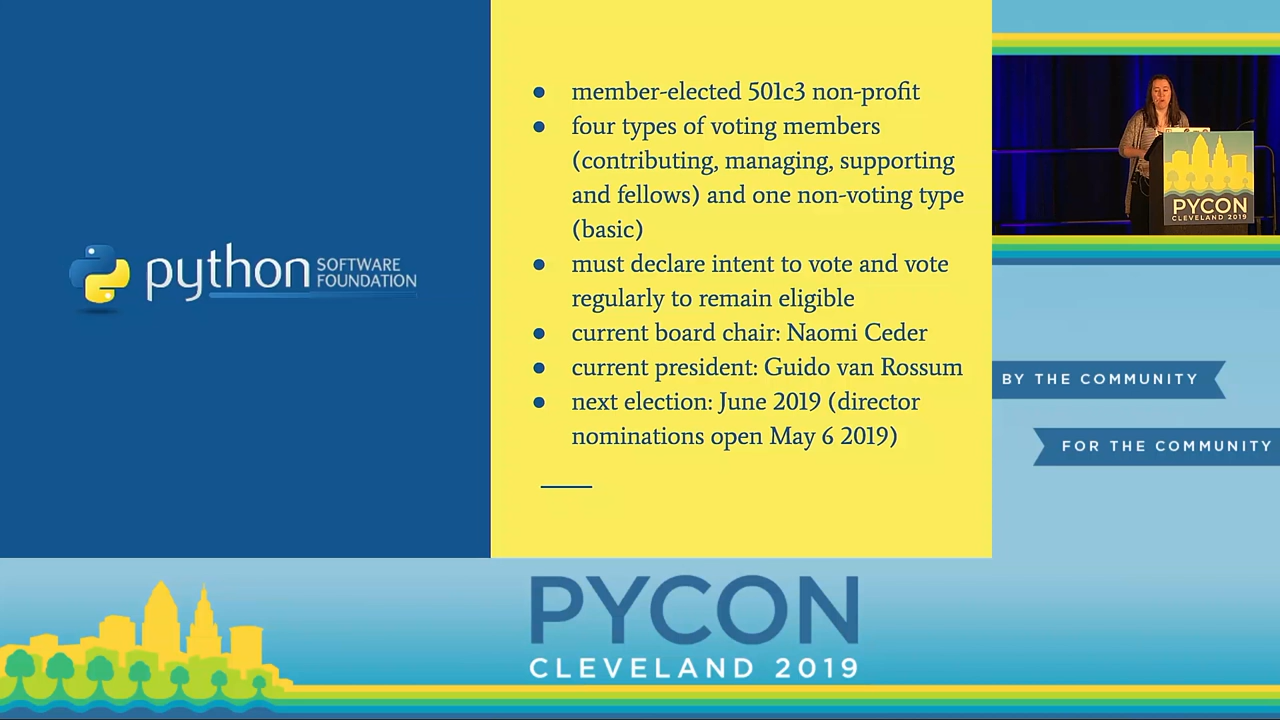 python SOFTWARE FOUNDATION
● member-elected 501c3 non-profit
● four types of voting members
(contributing, managing, supporting
and fellows) and one non-voting type
(basic)
● must declare intent to vote and vote
regularly to remain eligible
● current board chair: Naomi Ceder
● current president: Guido van Rossum
● next election: June 2019 (director
nominations open May 6 2019)
PYCON
CLEVELAND 2019
BY THE COMMUNITY
FOR THE COMMUNITY
PYCON
CLEVELAND 2019